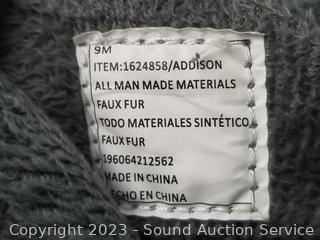 9M
ITEM:1624858/ADDISON
ALL MAN MADE MATERIALS
FAUX FUR
TODO MATERIALES SINTÉTICO
FAUX FUR
196064212562
MADE IN CHINA
ECHO EN CHINA
Copyright 2023 - Sound Auction Service